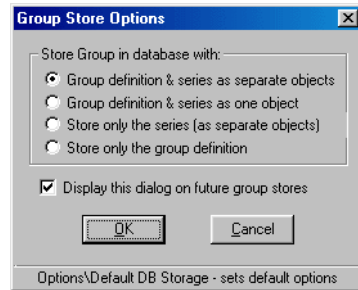 Group Store Options
Store Group in database with:
Group definition & series as separate objects
Group definition & series as one object
Store only the series (as separate objects)
Store only the group definition
Display this dialog on future group stores
OK
Cancel
Options\Default DB Storage - sets default options